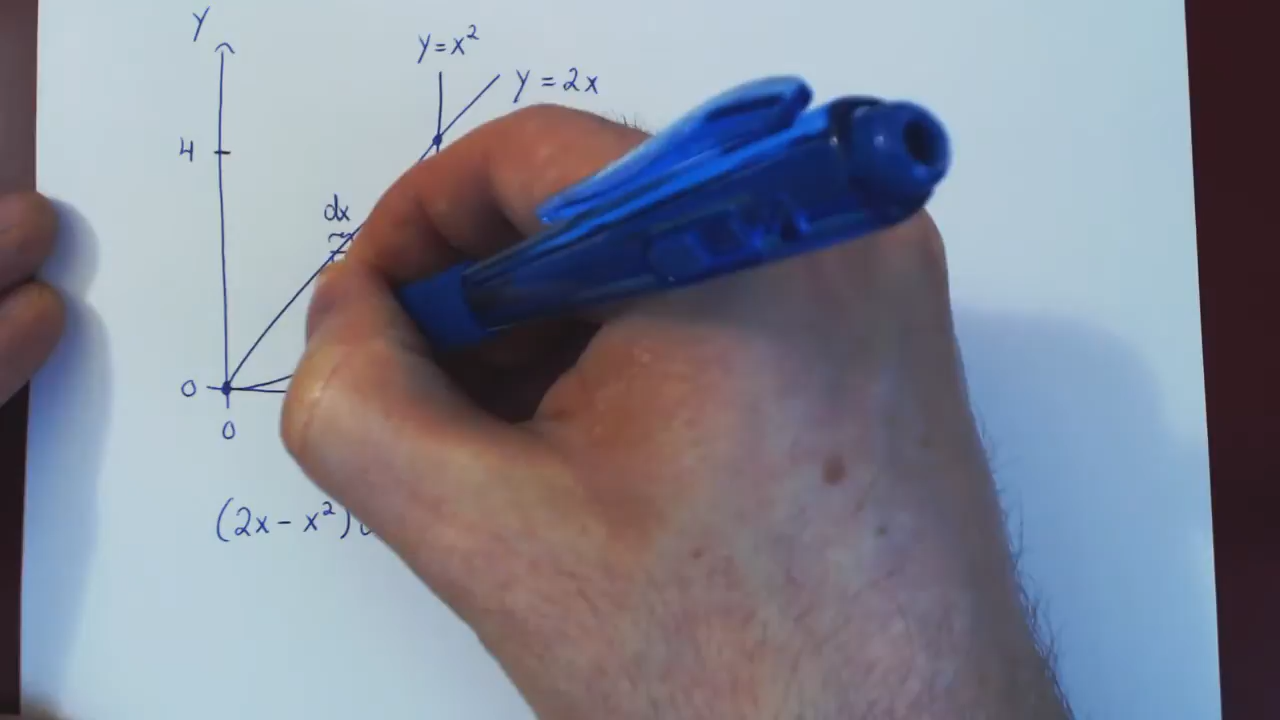 y
y=x²
y=2x
4
dx
0
0
(2x-x²)